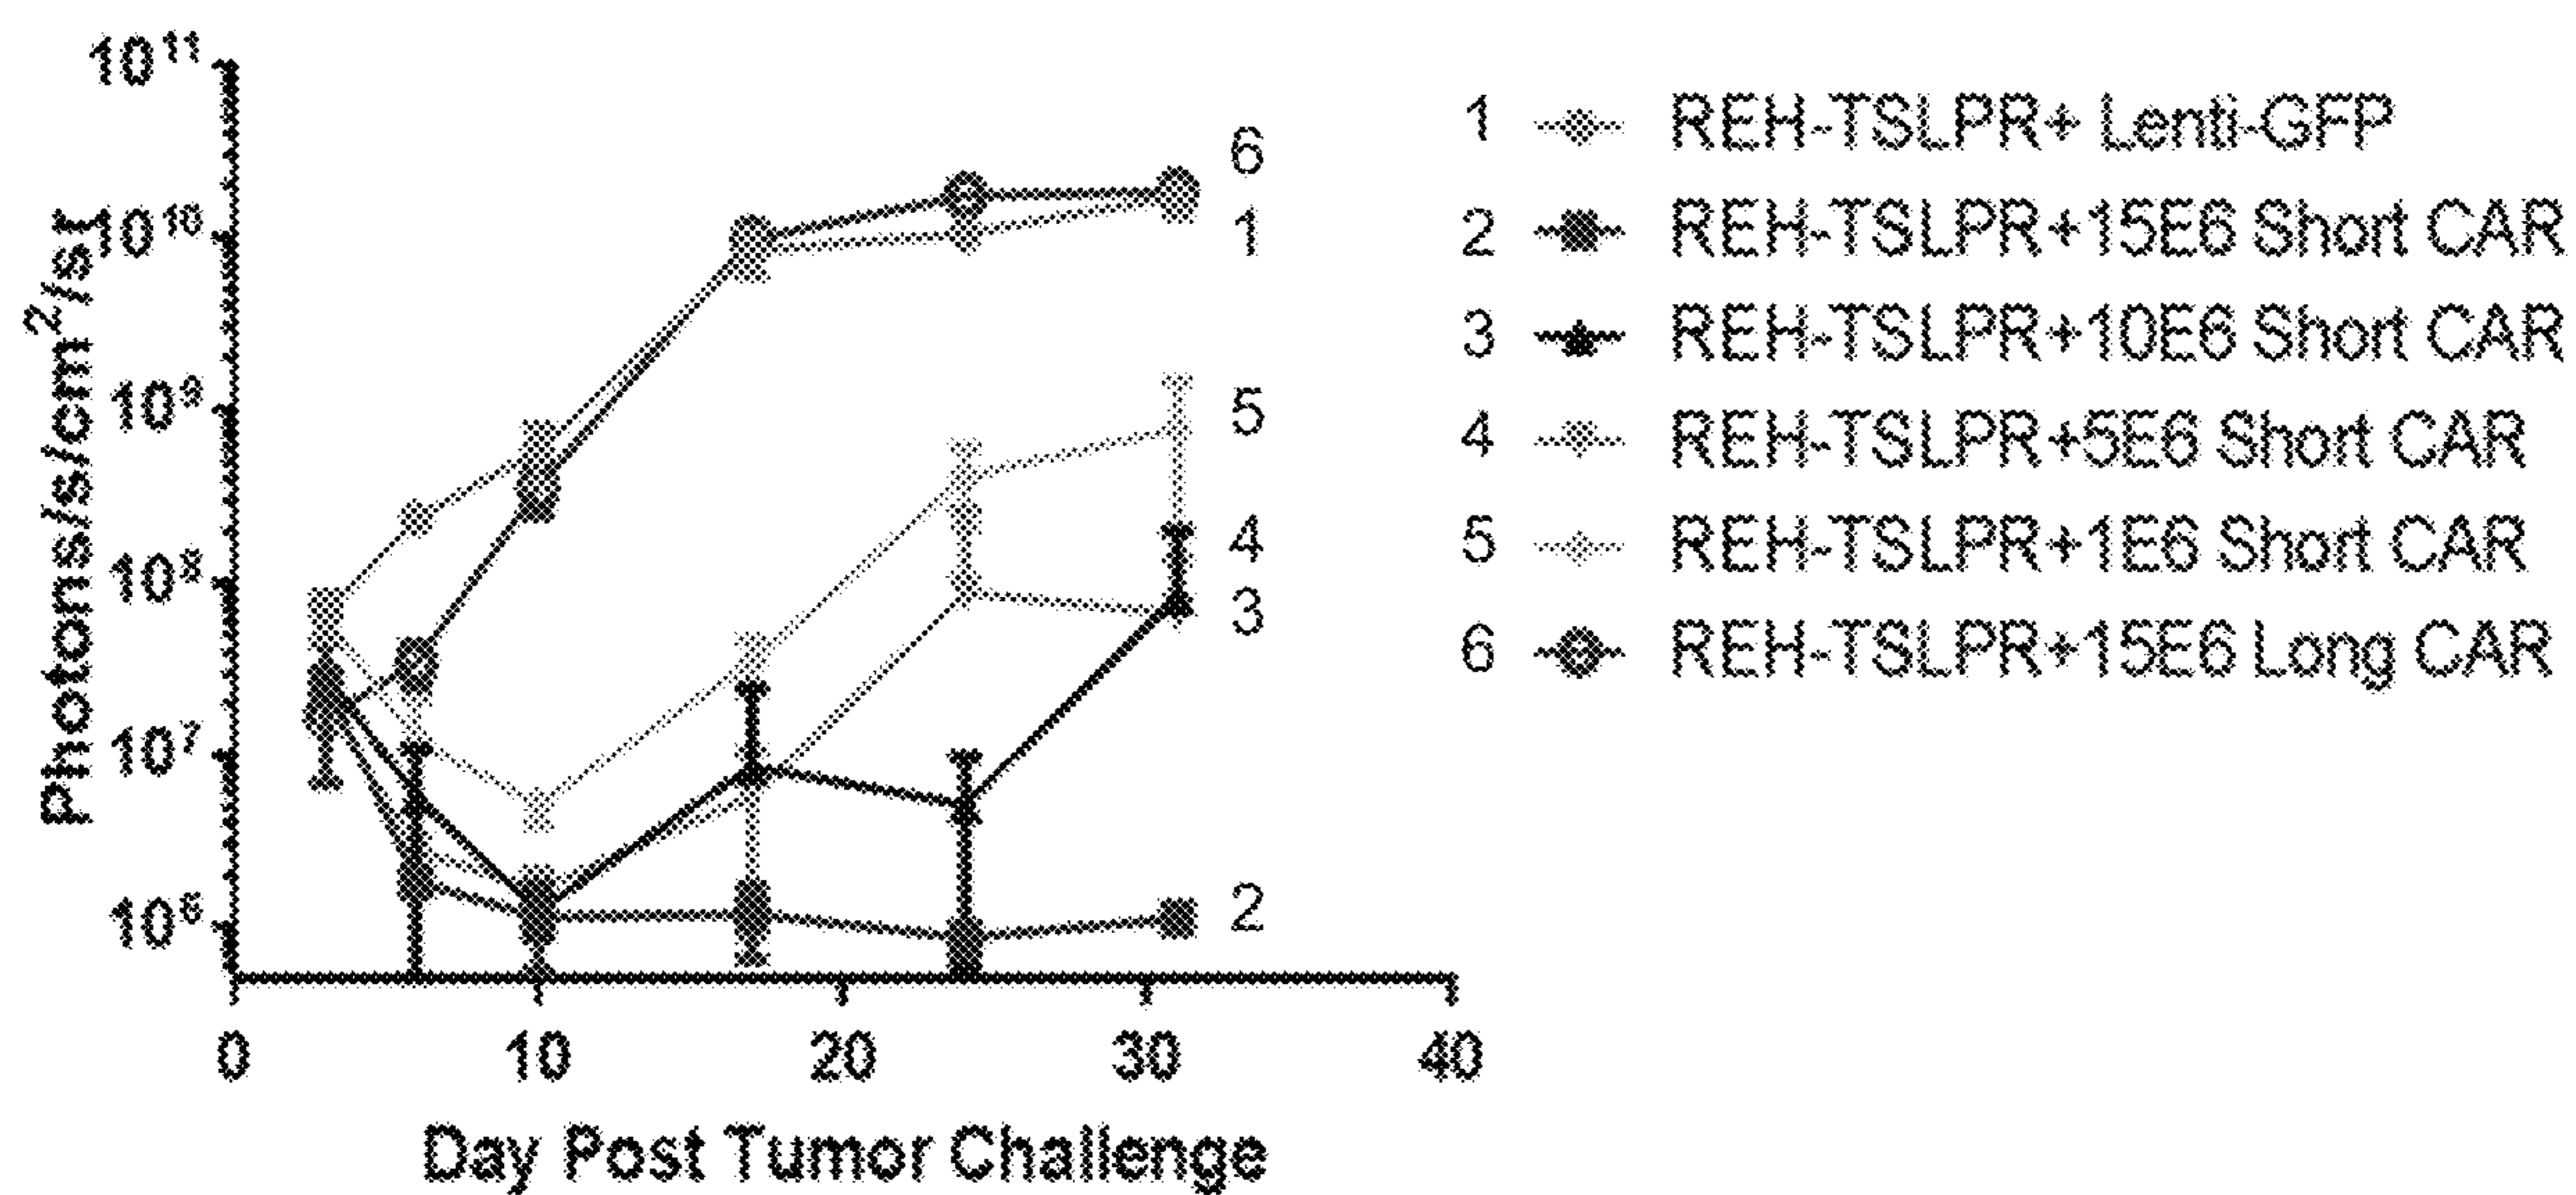 10¹¹
10¹⁰
10⁹
10⁸
10⁷
10⁶
Photons/s/cm²/s[
0 10 20 30 40
Day Post Tumor Challenge
6
1
5
4
3
2
1 REH-TSLPR+ Lenti-GFP
2 REH-TSLPR+15E6 Short CAR
3 REH-TSLPR+10E6 Short CAR
4 REH-TSLPR+5E6 Short CAR
5 REH-TSLPR+1E6 Short CAR
6 REH-TSLPR+15E6 Long CAR